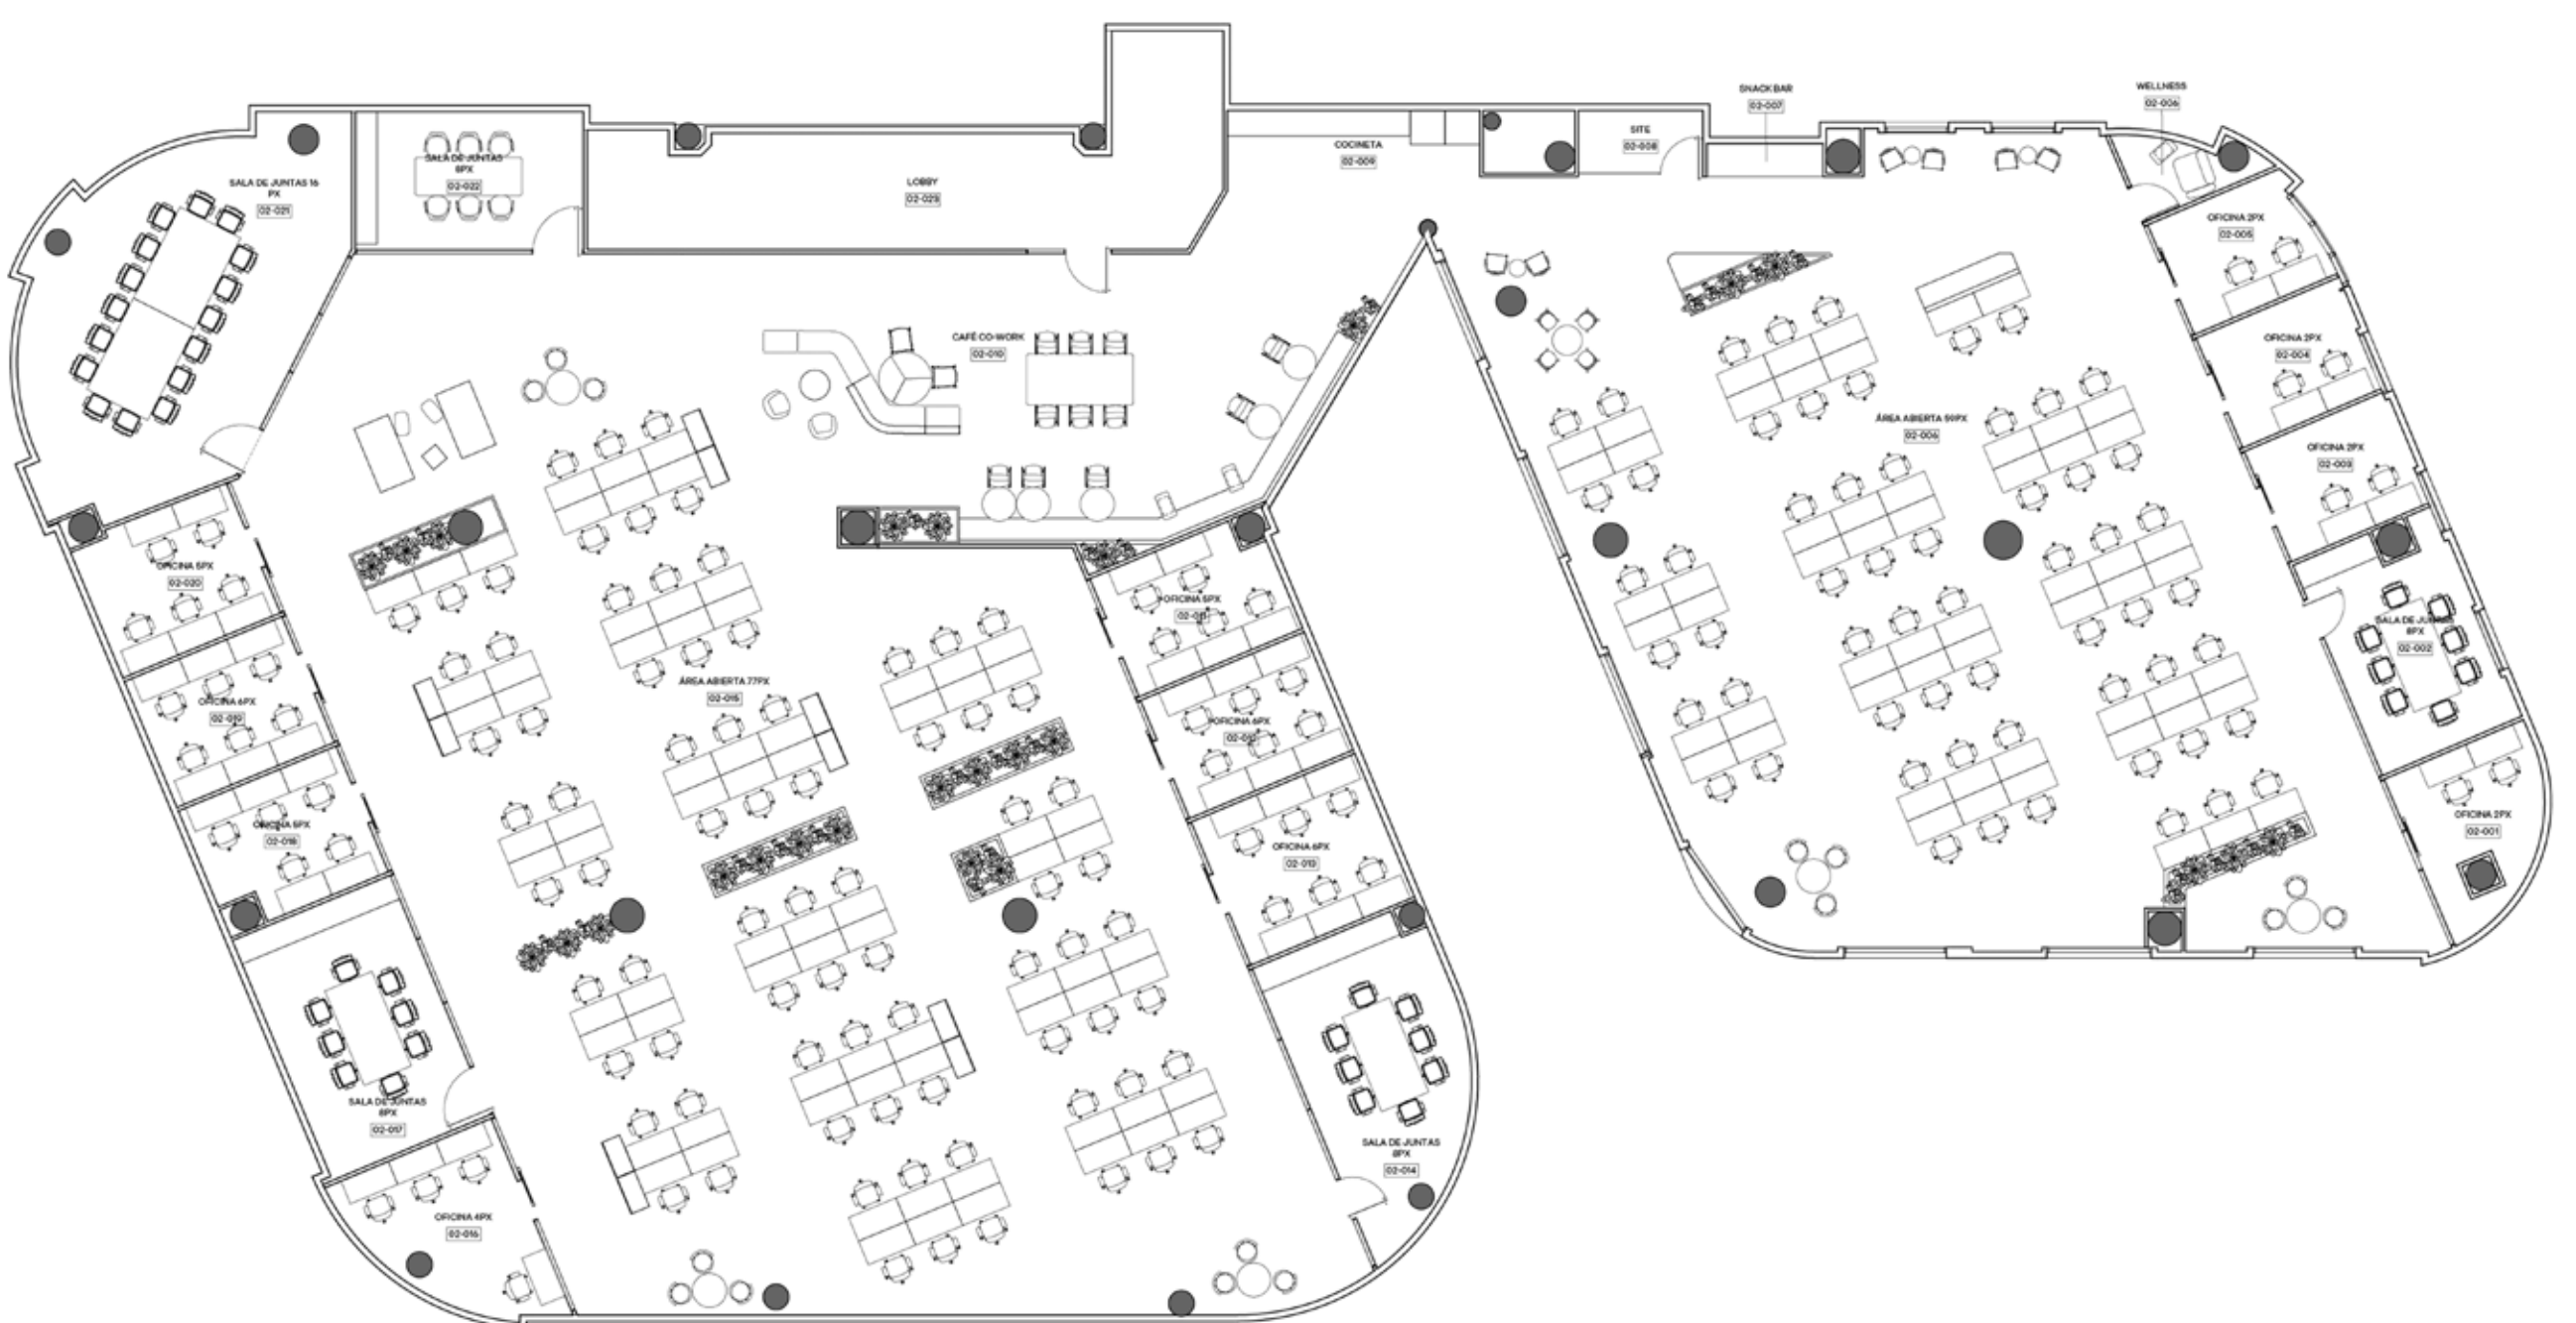 SNACK BAR
02-007
WELLNESS
02-006
SITE
02-008
COCINETA
02-009
SALA DE JUNTAS
8PX
02-022
LOBBY
02-023
SALA DE JUNTAS 16
PX
02-021
OFICINA 2PX
02-005
CAFÉ CO-WORK
02-010
OFICINA 2PX
02-004
ÁREA ABIERTA 59PX
02-006
OFICINA 2PX
02-003
OFICINA 5PX
02-020
OFICINA 5PX
SALA DE JUNTAS
8PX
02-002
ÁREA ABIERTA 77PX
02-015
OFICINA 6PX
02-019
OFICINA 6PX
OFICINA 5PX
02-018
OFICINA 2PX
02-001
OFICINA 6PX
02-013
SALA DE JUNTAS
8PX
02-017
SALA DE JUNTAS
8PX
02-014
OFICINA 4PX
02-016